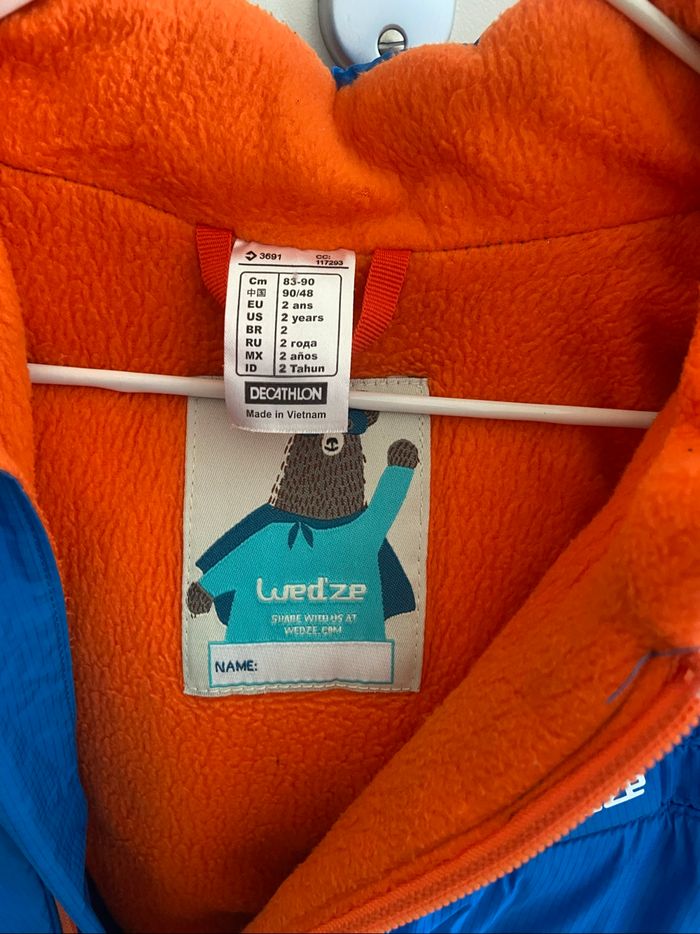 3691 CC: 117293
Cm 83-90
中国 90/48
EU 2 ans
US 2 years
BR 2
RU 2 года
MX 2 años
ID 2 Tahun
DECATHLON
Made in Vietnam
Wed'ze
SHARE WITH US AT
WEDZE.COM
NAME: